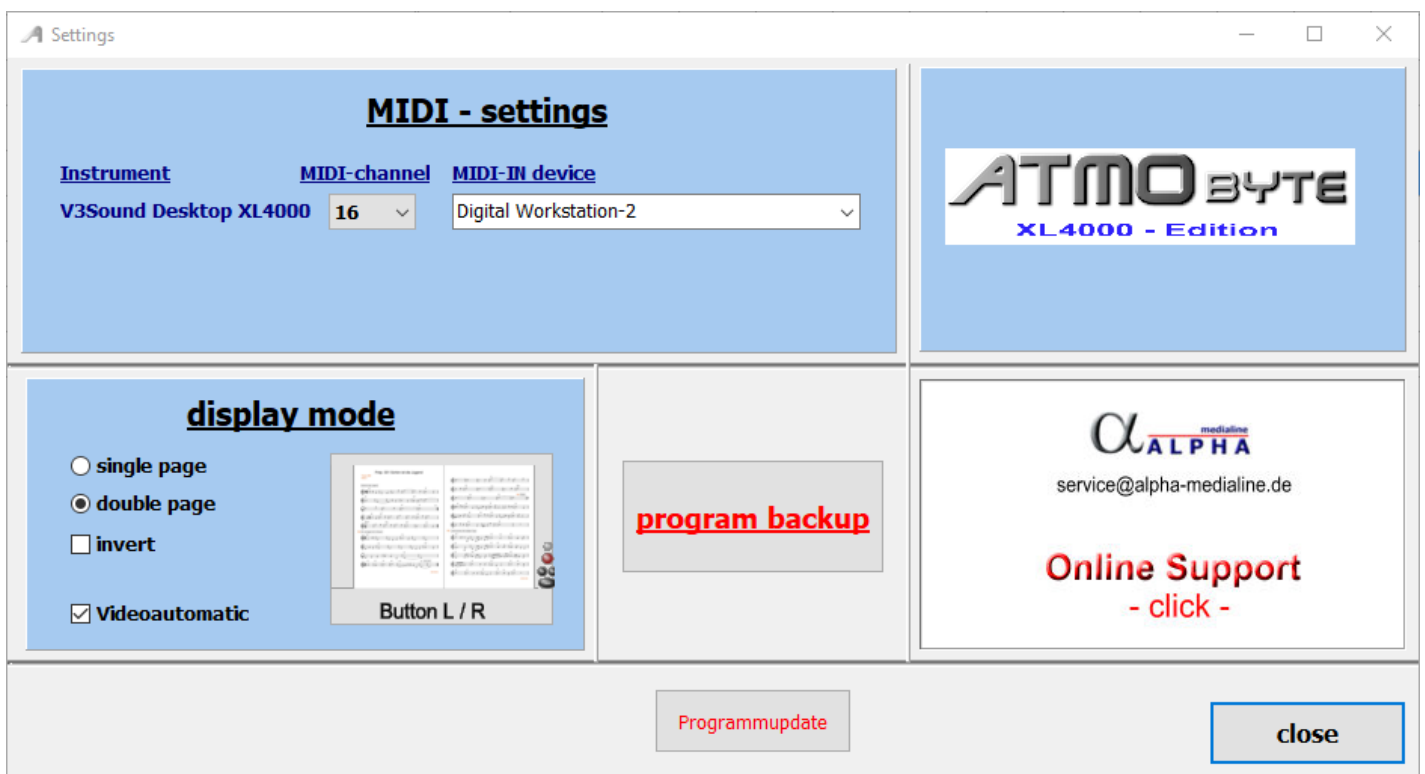 Settings
MIDI - settings
Instrument MIDI-channel MIDI-IN device
V3Sound Desktop XL4000 16 Digital Workstation-2
ATMO BYTE
XL4000 - Edition
display mode
single page
double page
invert
Videoautomatic
Button L / R
program backup
medialine
ALPHA
service@alpha-medialine.de
Online Support
- click -
Programmupdate
close